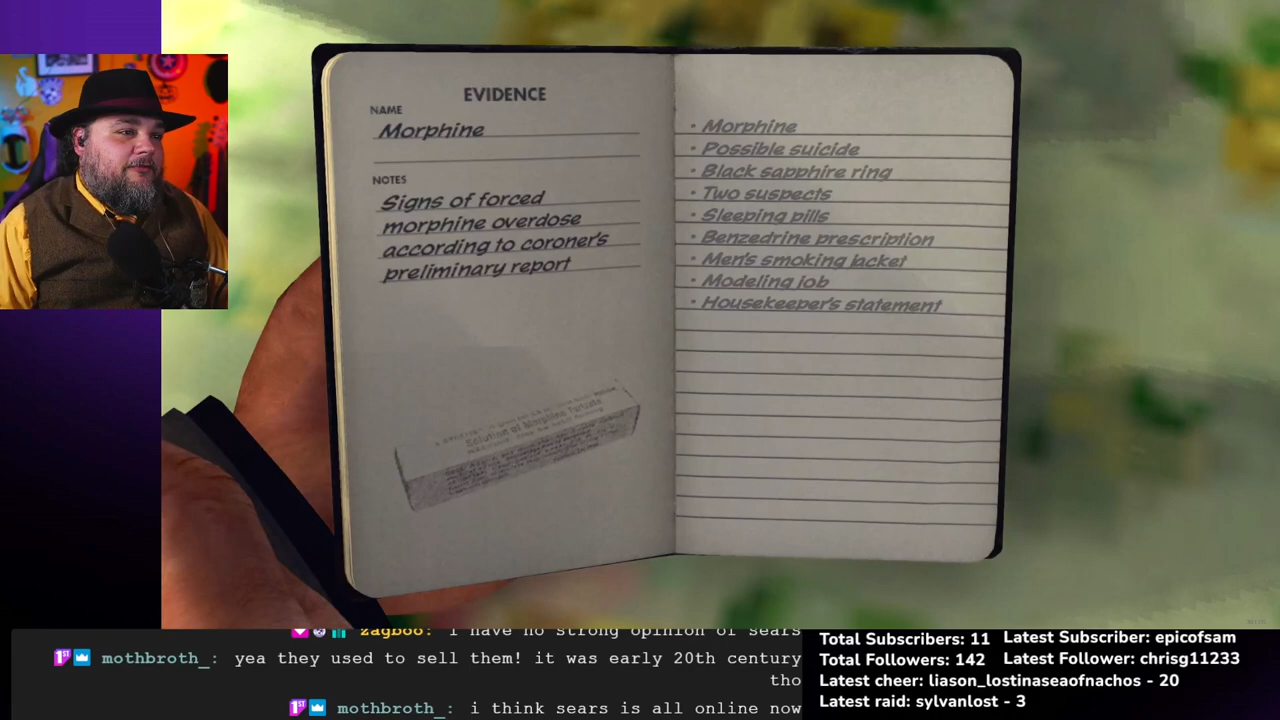 EVIDENCE
NAME
Morphine
NOTES
Signs of forced
morphine overdose
according to coroner's
preliminary report
Solution of Morphine Tartrate
• Morphine
• Possible suicide
• Black sapphire ring
• Two suspects
• Sleeping pills
• Benzedrine prescription
• Men's smoking jacket
• Modeling job
• Housekeeper's statement
zagboo: i have no strong opinion of sears
mothbroth_: yea they used to sell them! it was early 20th century
tho
mothbroth_: i think sears is all online now
Total Subscribers: 11
Latest Subscriber: epicofsam
Total Followers: 142
Latest Follower: chrisg11233
Latest cheer: liason_lostinaseaofnachos - 20
Latest raid: sylvanlost - 3